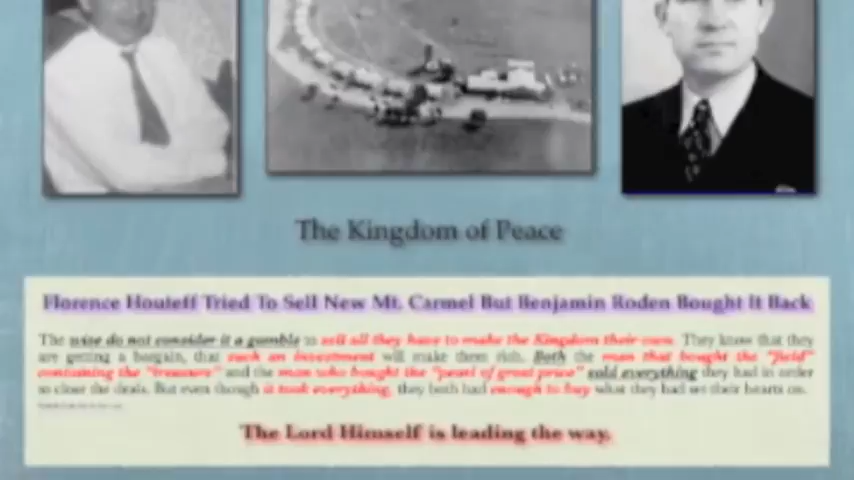 The Kingdom of Peace
Florence Houteff Tried To Sell New Mt. Carmel But Benjamin Roden Bought It Back
The wise do not consider it a gamble to sell all they have to make the Kingdom their own. They know that they
are getting a bargain, that such an investment will make them rich. Both the man that bought the "field"
containing the "treasure" and the man who bought the "pearl of great price" sold everything they had in order
to close the deals. But even though it took everything, they both had enough to buy what they had set their hearts on.
The Lord Himself is leading the way.